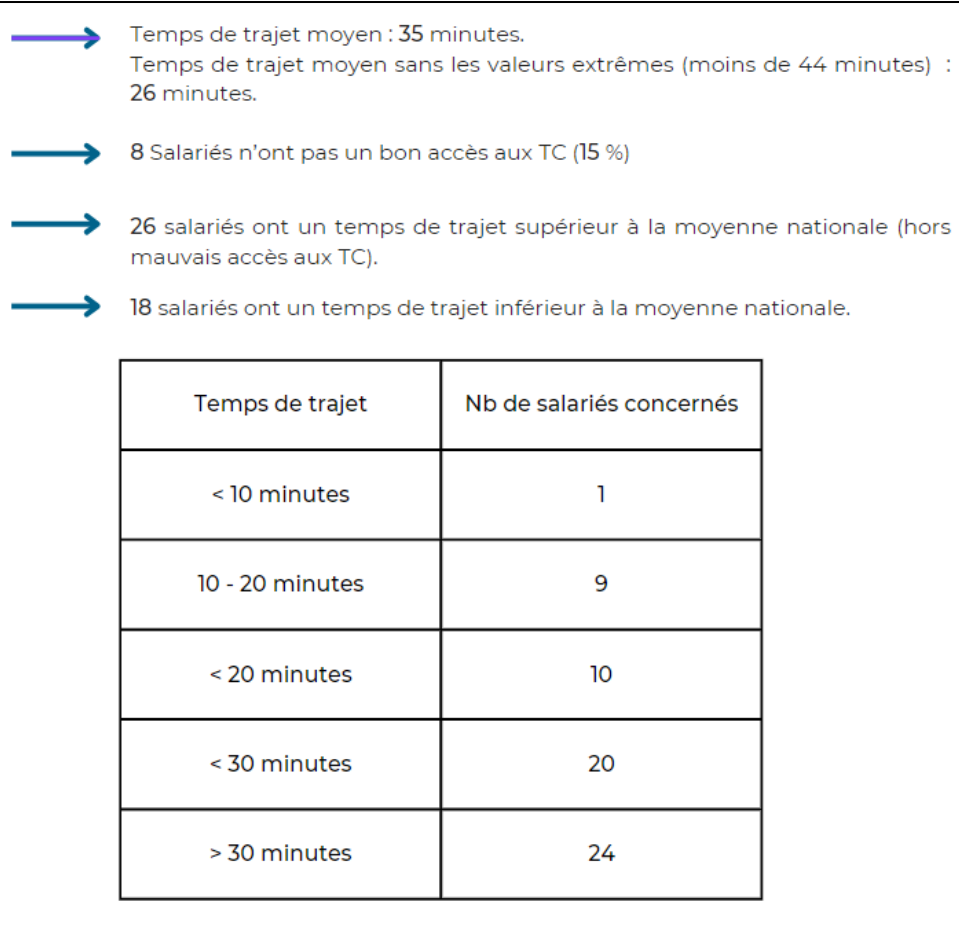 Temps de trajet moyen : 35 minutes.
Temps de trajet moyen sans les valeurs extrêmes (moins de 44 minutes) :
26 minutes.
8 Salariés n'ont pas un bon accès aux TC (15 %)
26 salariés ont un temps de trajet supérieur à la moyenne nationale (hors
mauvais accès aux TC).
18 salariés ont un temps de trajet inférieur à la moyenne nationale.
Temps de trajet Nb de salariés concernés
< 10 minutes 1
10 - 20 minutes 9
< 20 minutes 10
< 30 minutes 20
> 30 minutes 24